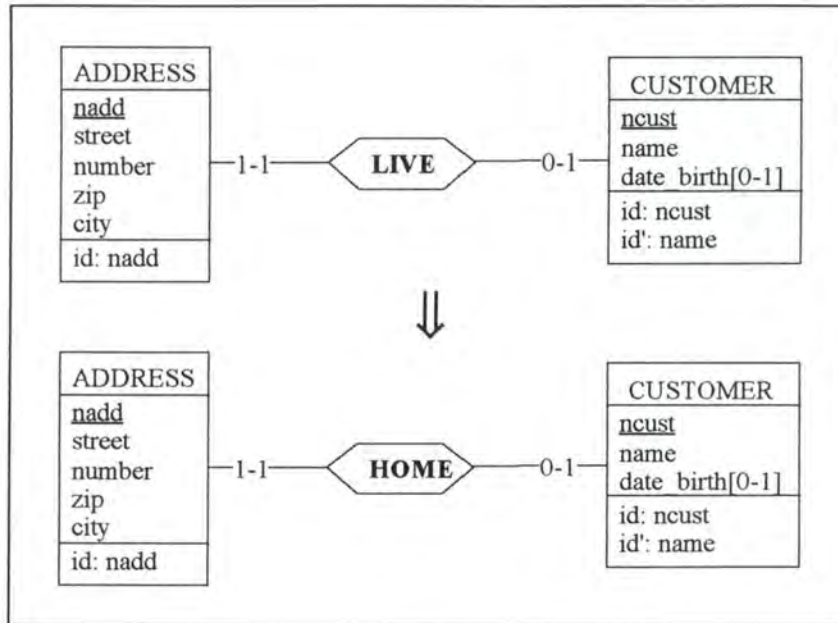 ADDRESS
nadd
street
number
zip
city
id: nadd
1-1
LIVE
0-1
CUSTOMER
ncust
name
date_birth[0-1]
id: ncust
id': name
⇓
ADDRESS
nadd
street
number
zip
city
id: nadd
1-1
HOME
0-1
CUSTOMER
ncust
name
date_birth[0-1]
id: ncust
id': name